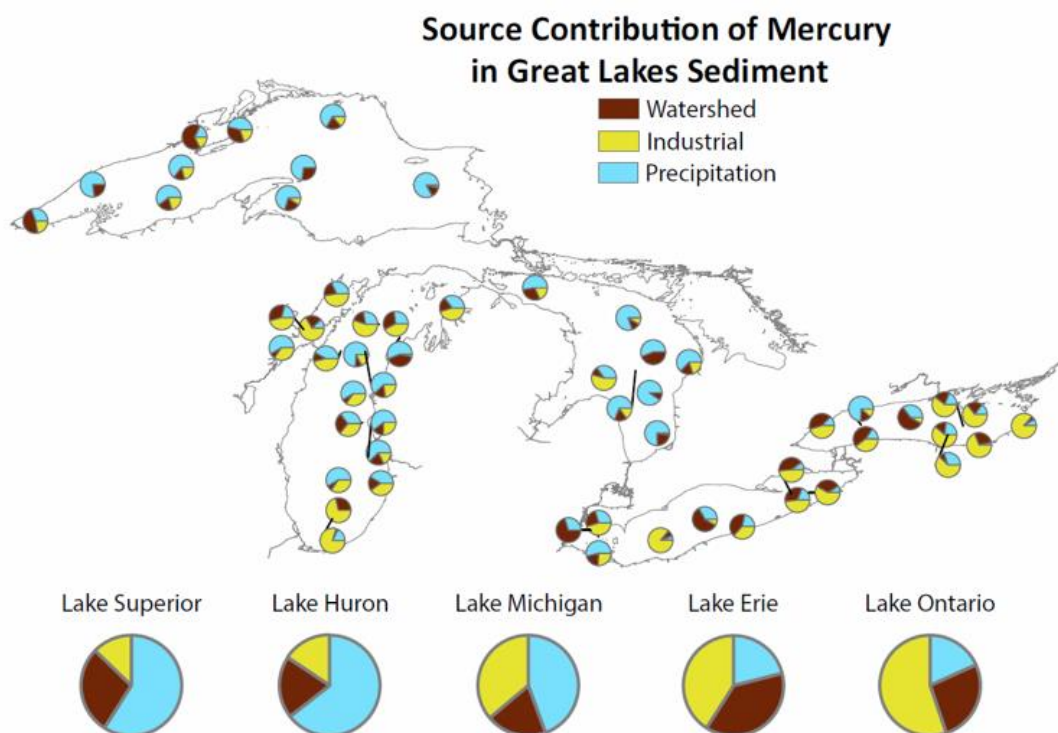 Source Contribution of Mercury
in Great Lakes Sediment
Watershed
Industrial
Precipitation
Lake Superior
Lake Huron
Lake Michigan
Lake Erie
Lake Ontario